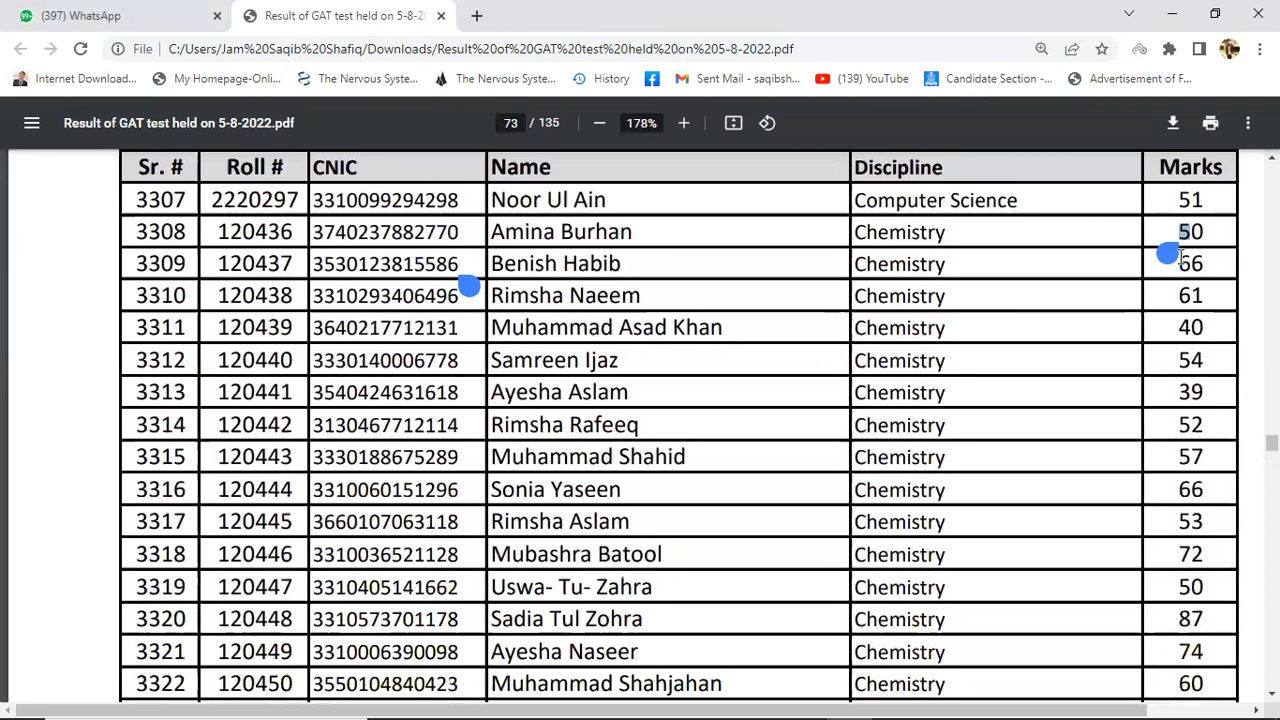 (397) WhatsApp
Result of GAT test held on 5-8-20
File C:/Users/Jam%20Saqib%20Shafiq/Downloads/Result%20of%20GAT%20test%20held%20on%205-8-2022.pdf
Internet Download... My Homepage-Onli... The Nervous Syste... The Nervous Syste... History Sent Mail - saqibsh... (139) YouTube Candidate Section -... Advertisement of F...
Result of GAT test held on 5-8-2022.pdf 73 / 135 178%
Sr. # Roll # CNIC Name Discipline Marks
3307 2220297 3310099294298 Noor Ul Ain Computer Science 51
3308 120436 3740237882770 Amina Burhan Chemistry 50
3309 120437 3530123815586 Benish Habib Chemistry 66
3310 120438 3310293406496 Rimsha Naeem Chemistry 61
3311 120439 3640217712131 Muhammad Asad Khan Chemistry 40
3312 120440 3330140006778 Samreen Ijaz Chemistry 54
3313 120441 3540424631618 Ayesha Aslam Chemistry 39
3314 120442 3130467712114 Rimsha Rafeeq Chemistry 52
3315 120443 3330188675289 Muhammad Shahid Chemistry 57
3316 120444 3310060151296 Sonia Yaseen Chemistry 66
3317 120445 3660107063118 Rimsha Aslam Chemistry 53
3318 120446 3310036521128 Mubashra Batool Chemistry 72
3319 120447 3310405141662 Uswa- Tu- Zahra Chemistry 50
3320 120448 3310573701178 Sadia Tul Zohra Chemistry 87
3321 120449 3310006390098 Ayesha Naseer Chemistry 74
3322 120450 3550104840423 Muhammad Shahjahan Chemistry 60